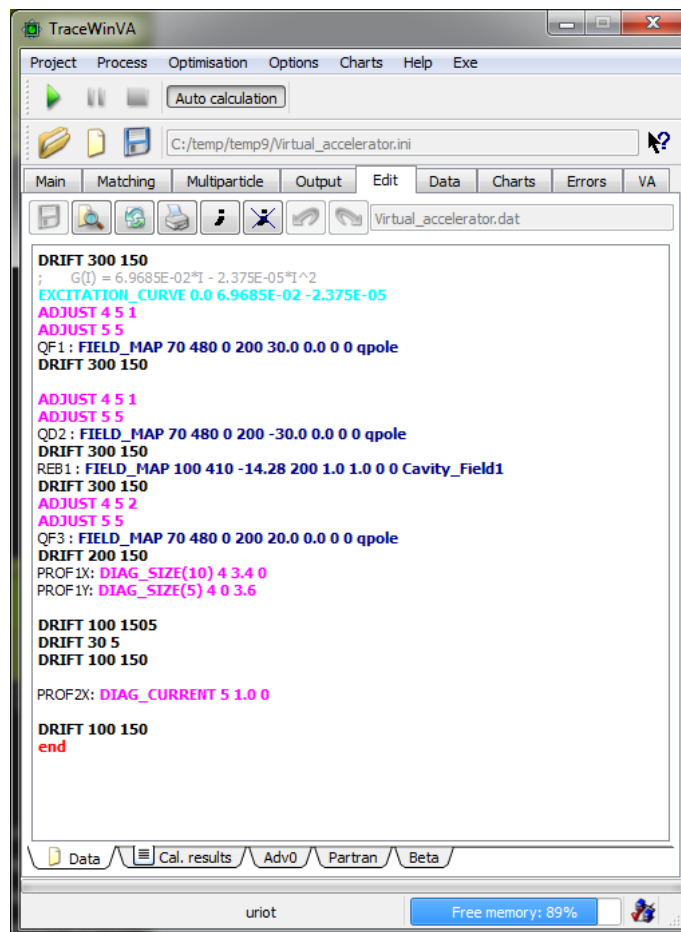 TraceWinVA
Project Process Optimisation Options Charts Help Exe
Auto calculation
C:/temp/temp9/Virtual_accelerator.ini
Main Matching Multiparticle Output Edit Data Charts Errors VA
Virtual_accelerator.dat
DRIFT 300 150
; G(I) = 6.9685E-02*I - 2.375E-05*I^2
EXCITATION_CURVE 0.0 6.9685E-02 -2.375E-05
ADJUST 4 5 1
ADJUST 5 5
QF1 : FIELD_MAP 70 480 0 200 30.0 0.0 0 0 qpole
DRIFT 300 150
ADJUST 4 5 1
ADJUST 5 5
QD2 : FIELD_MAP 70 480 0 200 -30.0 0.0 0 0 qpole
DRIFT 300 150
REB1 : FIELD_MAP 100 410 -14.28 200 1.0 1.0 0 0 Cavity_Field1
DRIFT 300 150
ADJUST 4 5 2
ADJUST 5 5
QF3 : FIELD_MAP 70 480 0 200 20.0 0.0 0 0 qpole
DRIFT 200 150
PROF1X: DIAG_SIZE(10) 4 3.4 0
PROF1Y: DIAG_SIZE(5) 4 0 3.6
DRIFT 100 1505
DRIFT 30 5
DRIFT 100 150
PROF2X: DIAG_CURRENT 5 1.0 0
DRIFT 100 150
end
Data Cal. results Adv0 Partran Beta
uriot Free memory: 89%